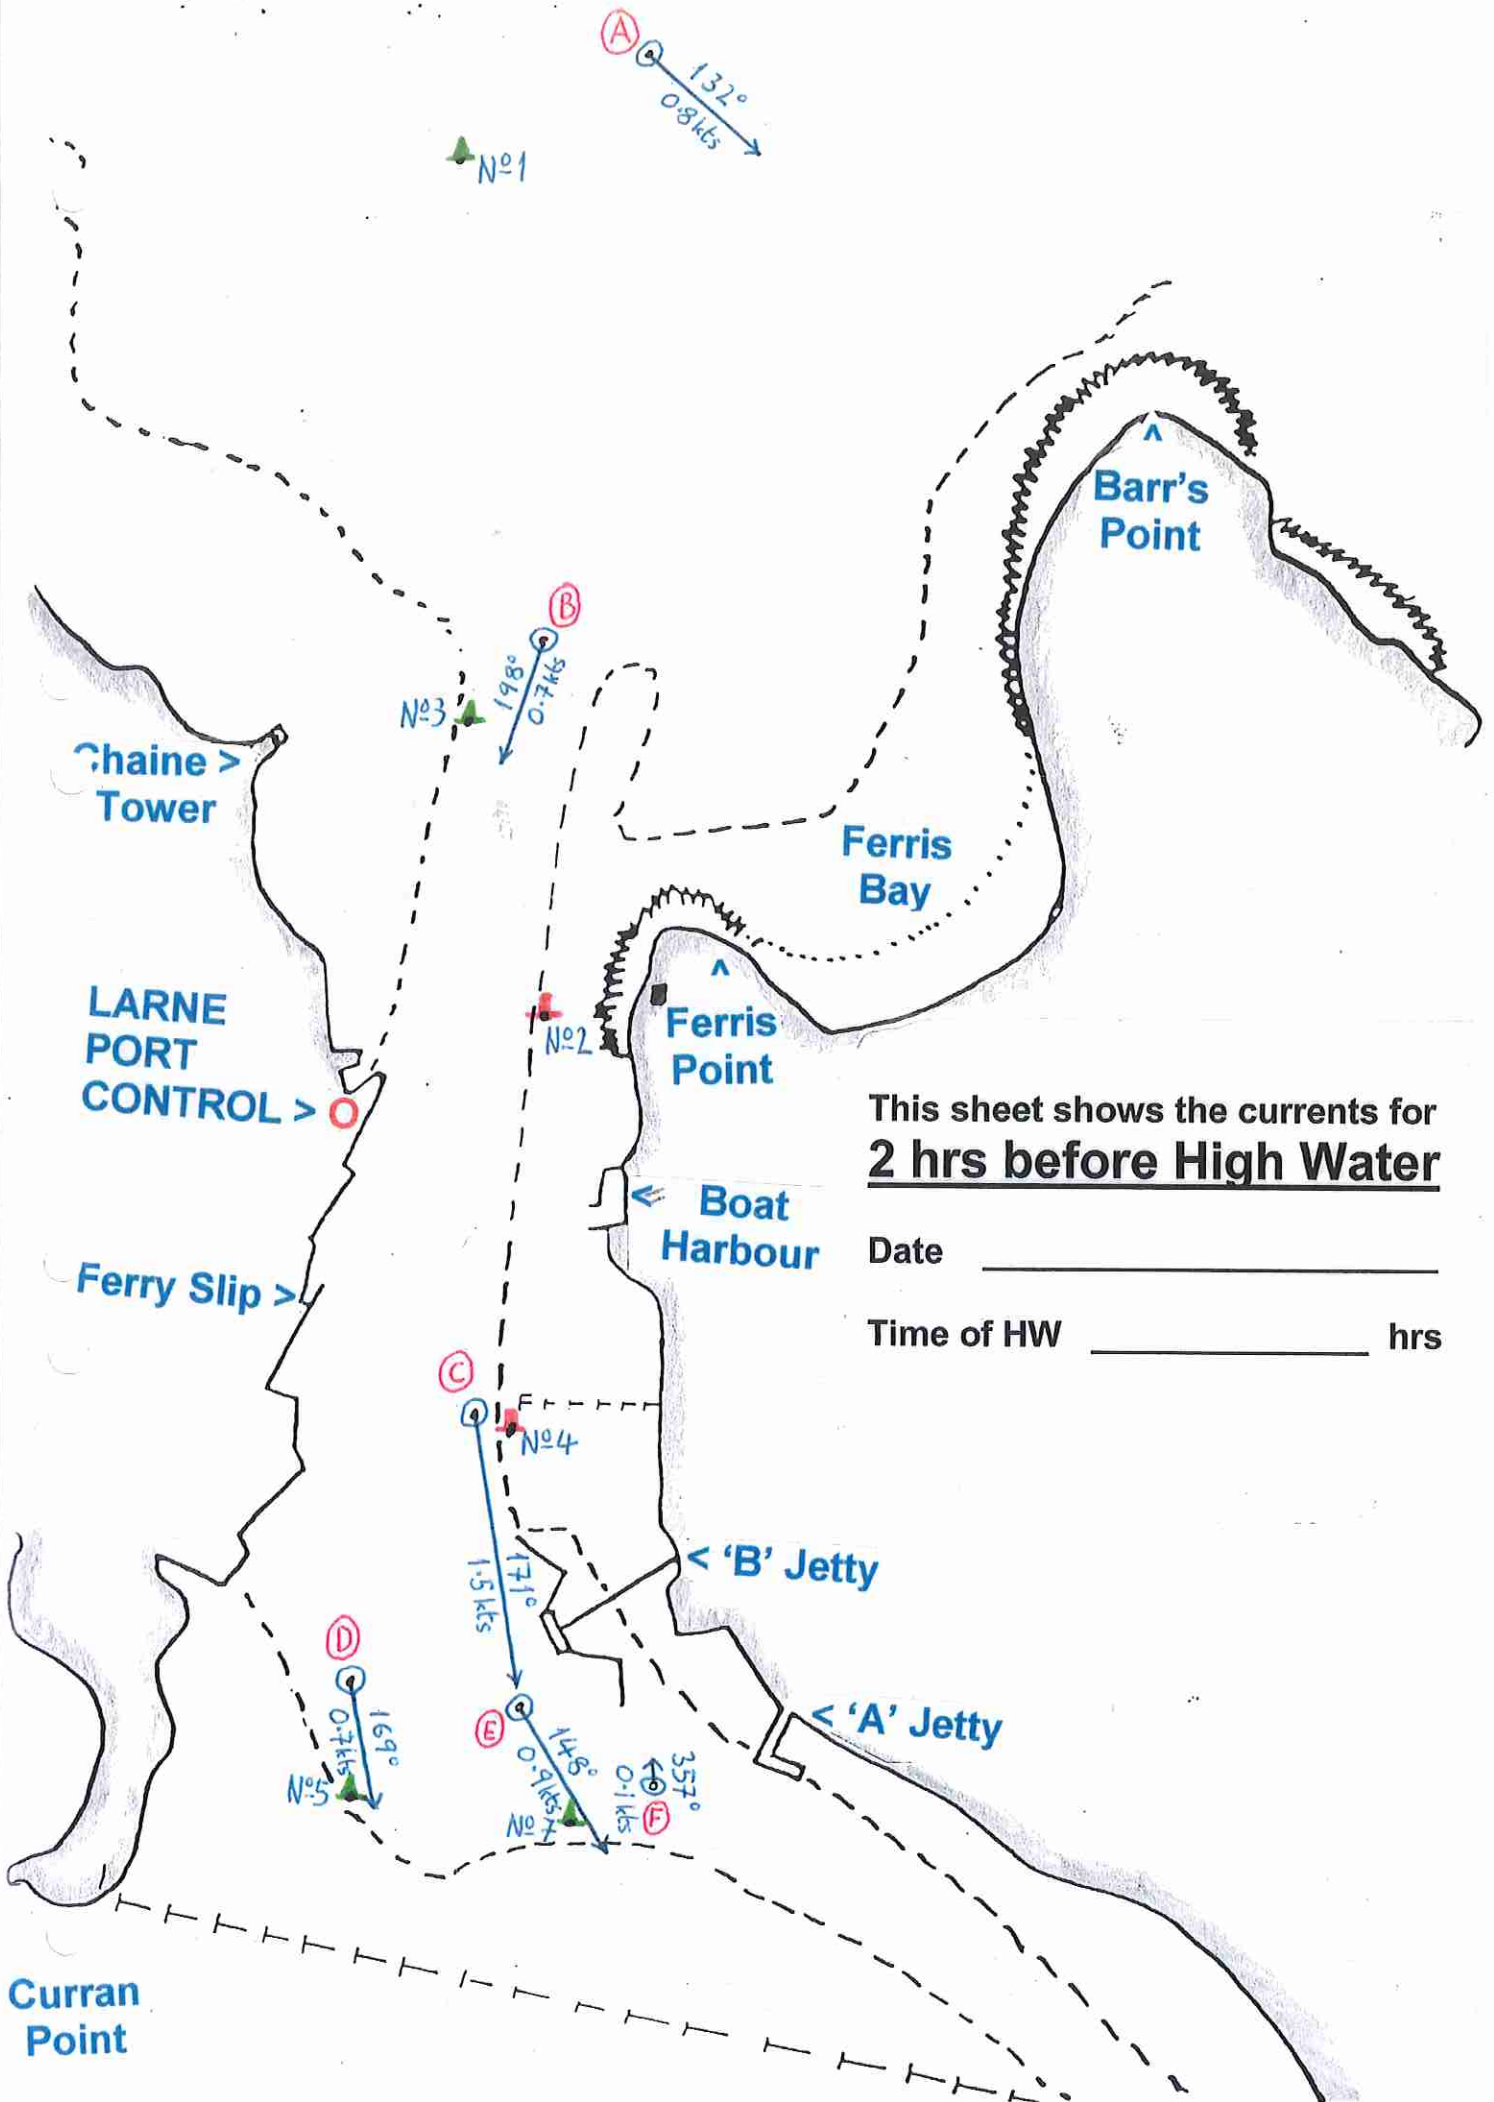 A
132°
0.8kts
Nº1
Barr's
Point
B
198°
0.7kts
Nº3
Chaine >
Tower
Ferris
Bay
LARNE
PORT
CONTROL >
Nº2
Ferris
Point
This sheet shows the currents for
2 hrs before High Water
Boat
Harbour
Date
Ferry Slip >
Time of HW hrs
C
F
Nº4
171°
1.5kts
< 'B' Jetty
D
169°
0.7kts
Nº5
E
148°
0.9kts
Nº7
357°
0.1kts
F
< 'A' Jetty
Curran
Point